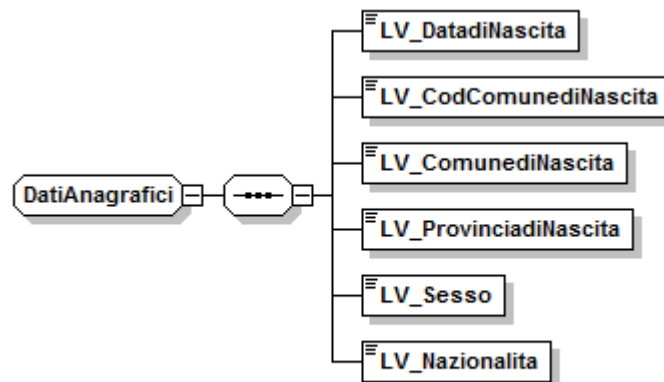 LV_DatadiNascita
LV_CodComunediNascita
LV_ComunediNascita
DatiAnagrafici
LV_ProvinciadiNascita
LV_Sesso
LV_Nazionalita